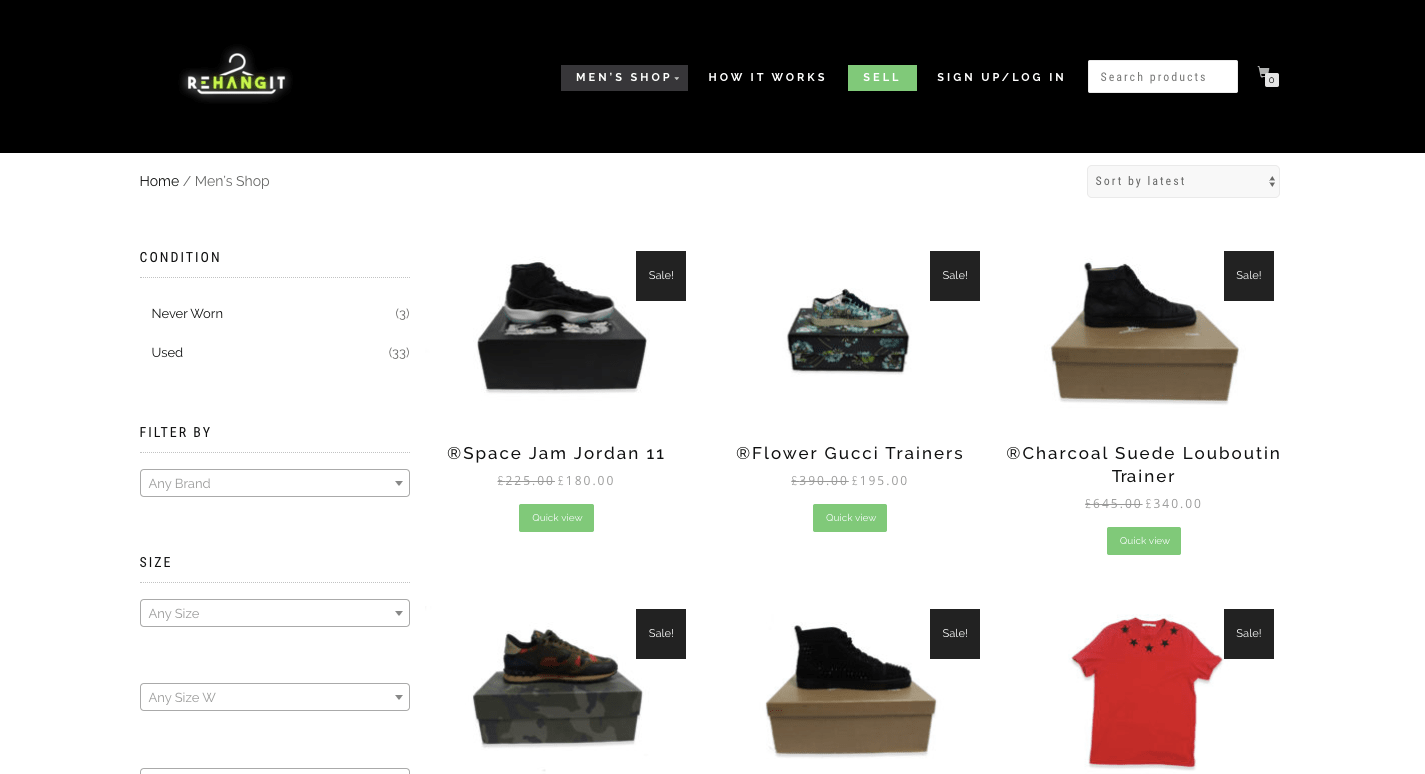 REHANGIT
MEN'S SHOP
HOW IT WORKS
SELL
SIGN UP/LOG IN
Search products
0
Home / Men's Shop
Sort by latest
CONDITION
Never Worn (3)
Used (33)
FILTER BY
Any Brand
SIZE
Any Size
Any Size W
Sale!
®Space Jam Jordan 11
£225.00 £180.00
Quick view
Sale!
®Flower Gucci Trainers
£390.00 £195.00
Quick view
Sale!
®Charcoal Suede Louboutin
Trainer
£645.00 £340.00
Quick view
Sale!
Sale!
Sale!